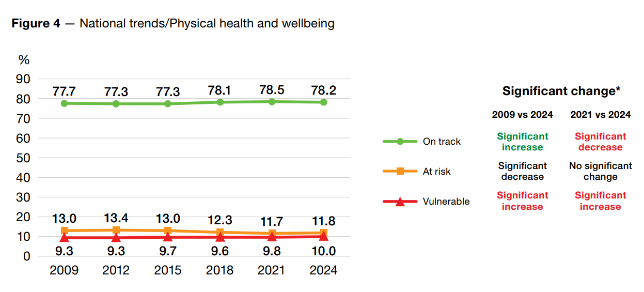 Figure 4 — National trends/Physical health and wellbeing
%
90
80
70
60
50
40
30
20
10
0
77.7 77.3 77.3 78.1 78.5 78.2
13.0 13.4 13.0 12.3 11.7 11.8
9.3 9.3 9.7 9.6 9.8 10.0
2009 2012 2015 2018 2021 2024
Significant change*
2009 vs 2024 2021 vs 2024
On track Significant increase Significant decrease
At risk Significant decrease No significant change
Vulnerable Significant increase Significant increase